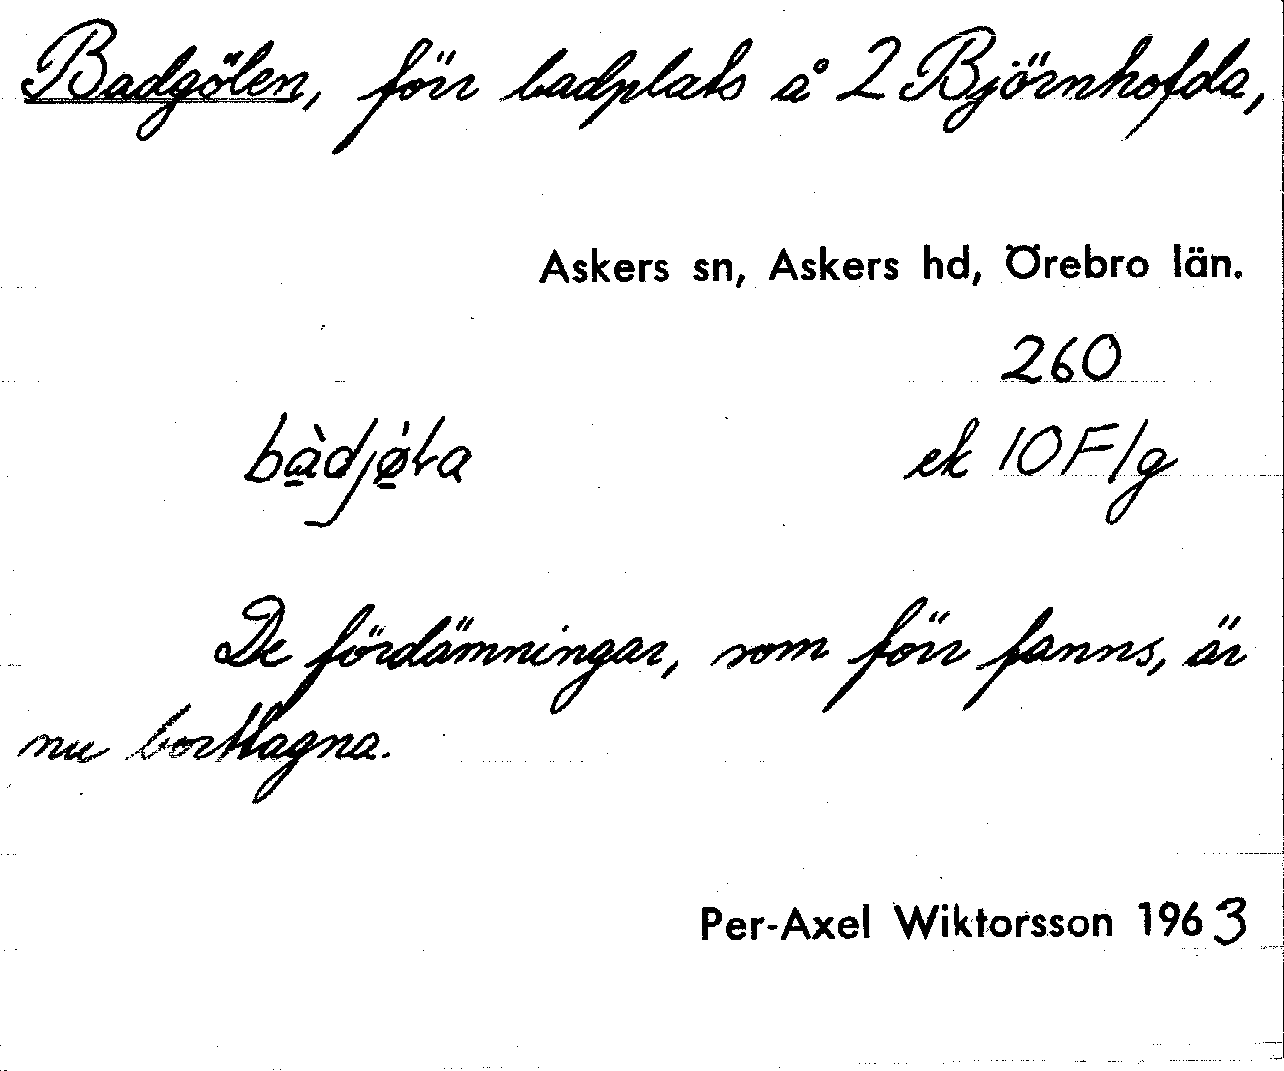 Badgölen, förr badplats å 2 Björnhofda,
Askers sn, Askers hd, Örebro län.
260
ek 10F/g
De fördämningar, som förr fanns, är
nu borttagna.
Per-Axel Wiktorsson 1963